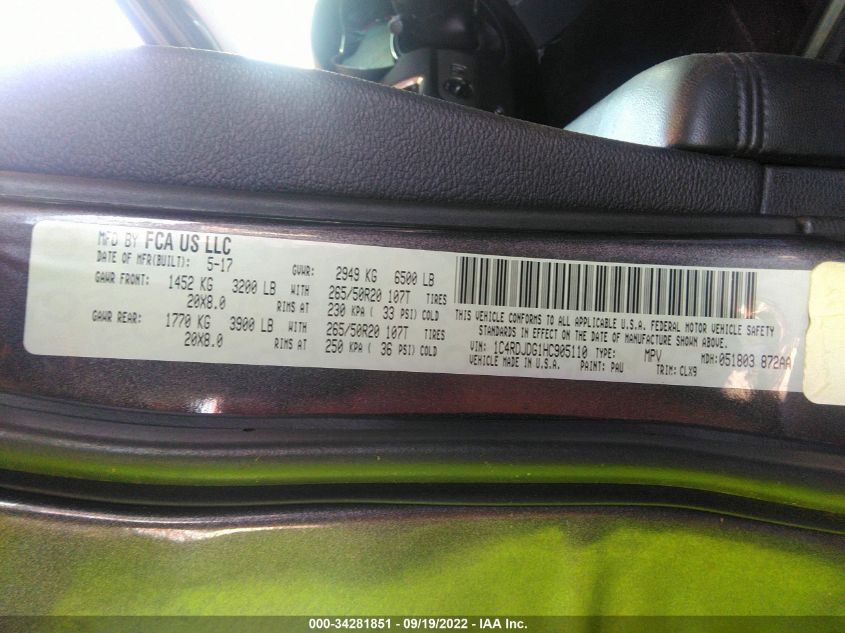 MFD BY FCA US LLC
DATE OF MFR(BUILT): 5-17
GVWR: 2949 KG 6500 LB
GAWR FRONT: 1452 KG 3200 LB WITH 265/50R20 107T TIRES
20X8.0 RIMS AT 230 KPA ( 33 PSI) COLD
GAWR REAR: 1770 KG 3900 LB WITH 265/50R20 107T TIRES
20X8.0 RIMS AT 250 KPA ( 36 PSI) COLD
THIS VEHICLE CONFORMS TO ALL APPLICABLE U.S.A. FEDERAL MOTOR VEHICLE SAFETY
STANDARDS IN EFFECT ON THE DATE OF MANUFACTURE SHOWN ABOVE.
VIN: 1C4RDJDG1HC905110 TYPE: MPV MDH: 051803 872AA
VEHICLE MADE IN U.S.A. PAINT: PAU TRIM: CLX9
000-34281851 - 09/19/2022 - IAA Inc.